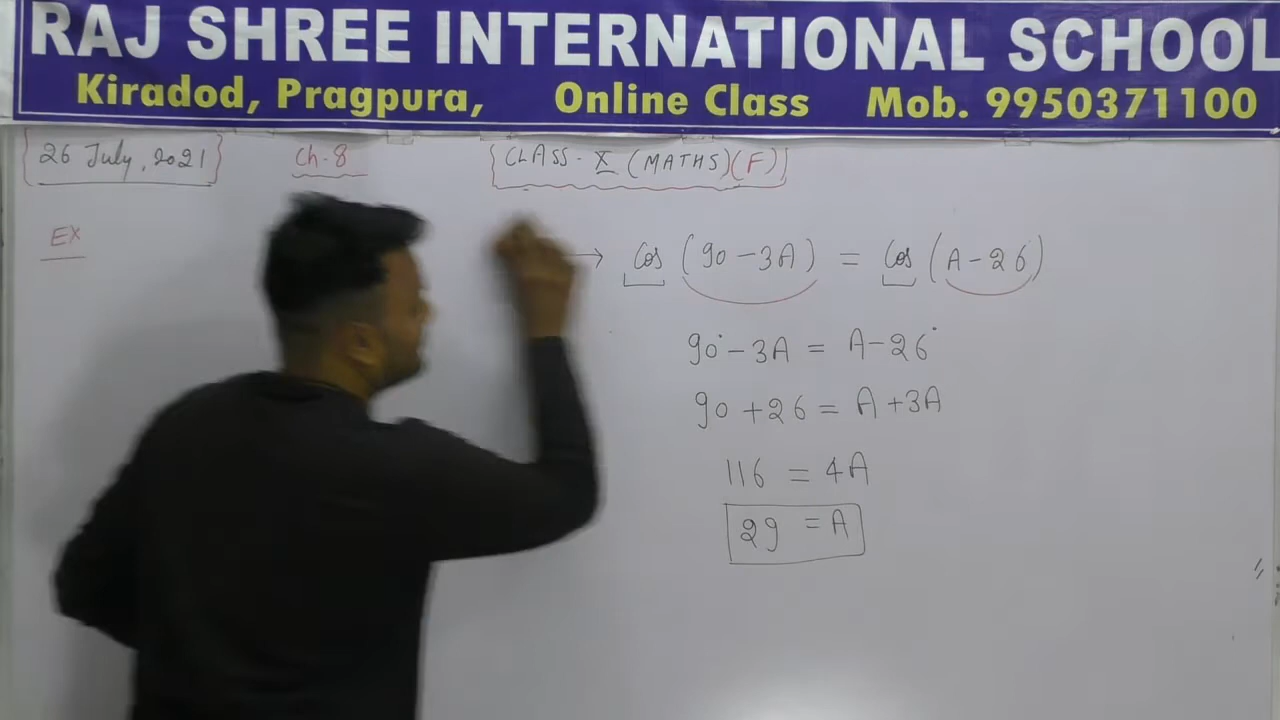 RAJ SHREE INTERNATIONAL SCHOOL
Kiradod, Pragpura, Online Class Mob. 9950371100
[26 July, 2021] Ch-8 [CLASS-X (MATHS)(F)]
EX → Cos (90-3A) = Cos (A-26)
90°-3A = A-26°
90+26 = A+3A
116 = 4A
29 = A